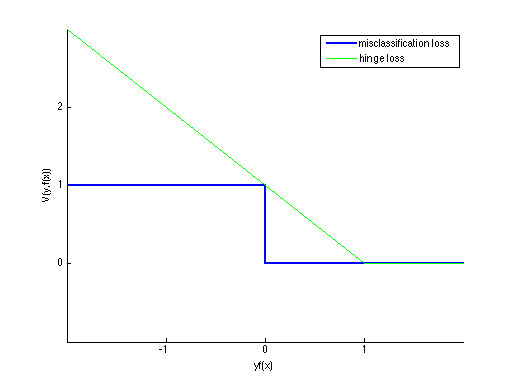 misclassification loss
hinge loss
2
1
0
V(y,f(x))
-1 0 1
yf(x)